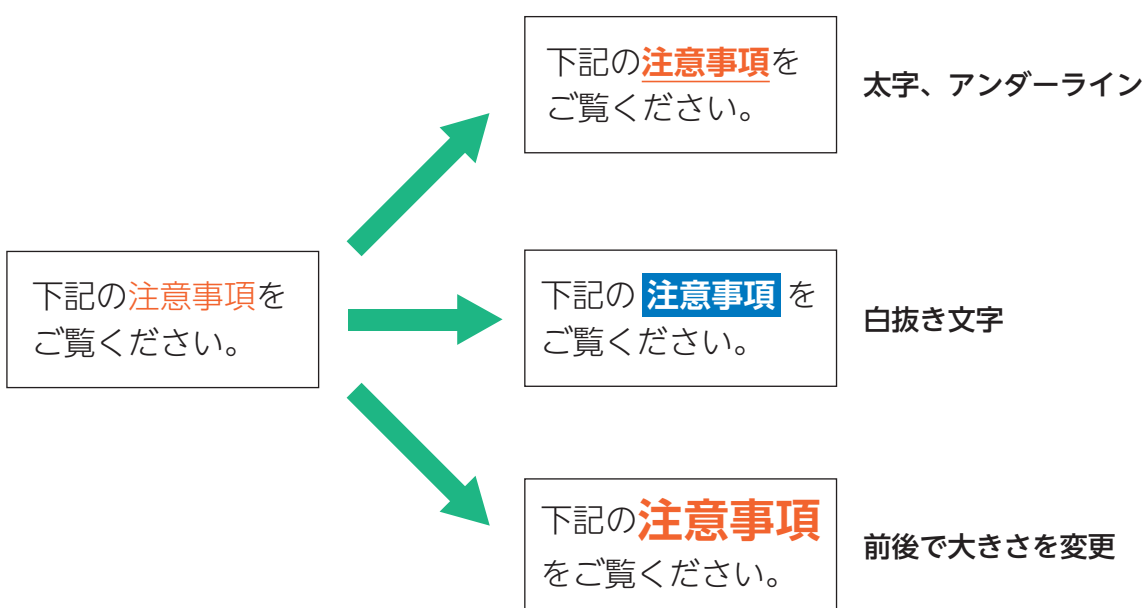 下記の注意事項を
ご覧ください。
太字、アンダーライン
下記の注意事項を
ご覧ください。
下記の 注意事項 を
ご覧ください。
白抜き文字
下記の注意事項
をご覧ください。
前後で大きさを変更